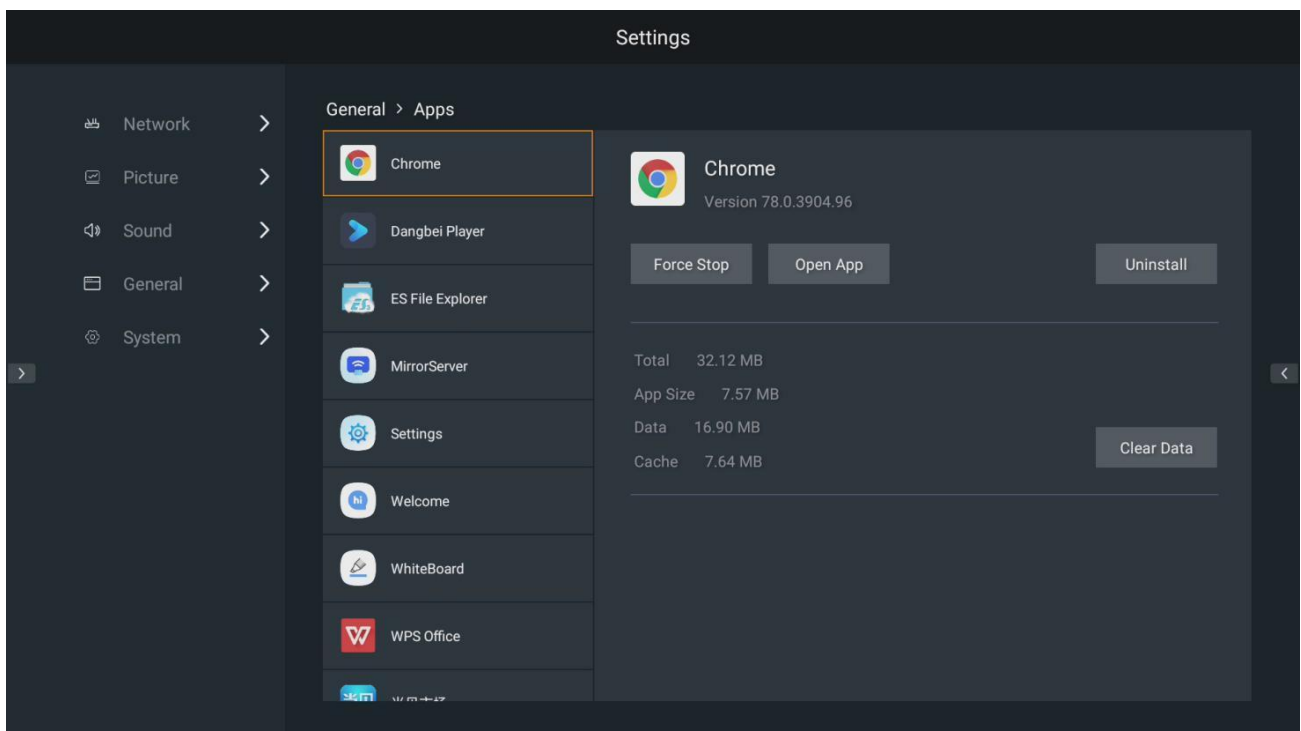 Settings
Network
Picture
Sound
General
System
General > Apps
Chrome
Dangbei Player
ES File Explorer
MirrorServer
Settings
Welcome
WhiteBoard
WPS Office
Chrome
Version 78.0.3904.96
Force Stop
Open App
Uninstall
Total 32.12 MB
App Size 7.57 MB
Data 16.90 MB
Cache 7.64 MB
Clear Data